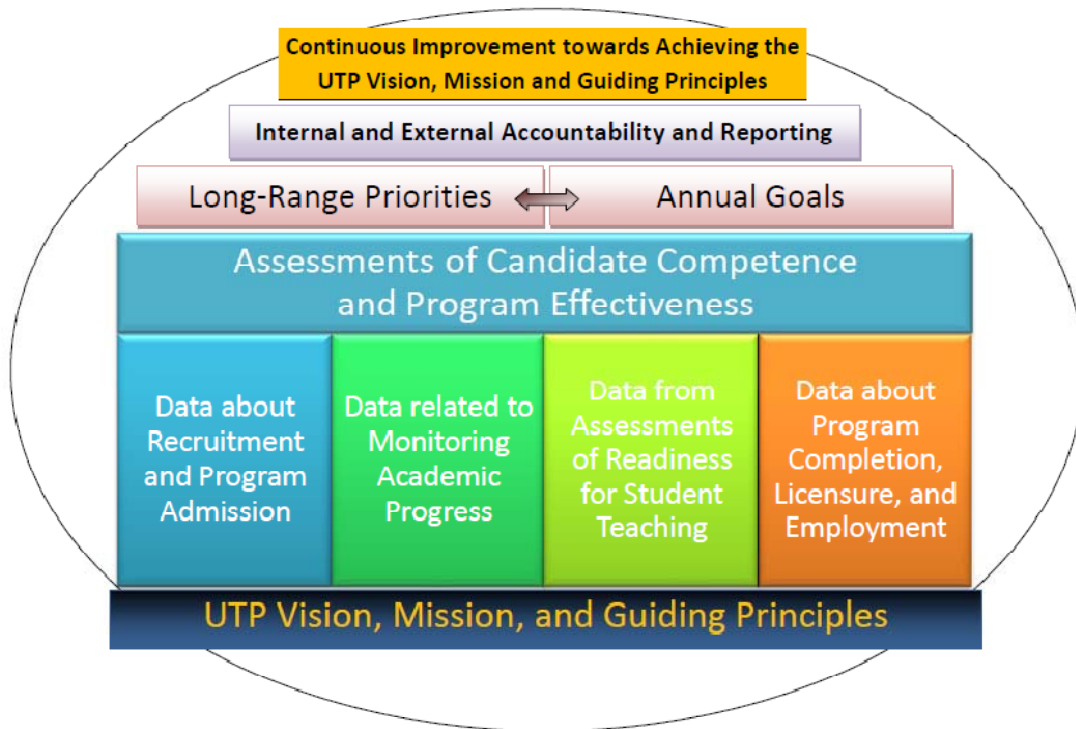 Continuous Improvement towards Achieving the
UTP Vision, Mission and Guiding Principles
Internal and External Accountability and Reporting
Long-Range Priorities
Annual Goals
Assessments of Candidate Competence
and Program Effectiveness
Data about
Recruitment
and Program
Admission
Data related to
Monitoring
Academic
Progress
Data from
Assessments
of Readiness
for Student
Teaching
Data about
Program
Completion,
Licensure, and
Employment
UTP Vision, Mission, and Guiding Principles